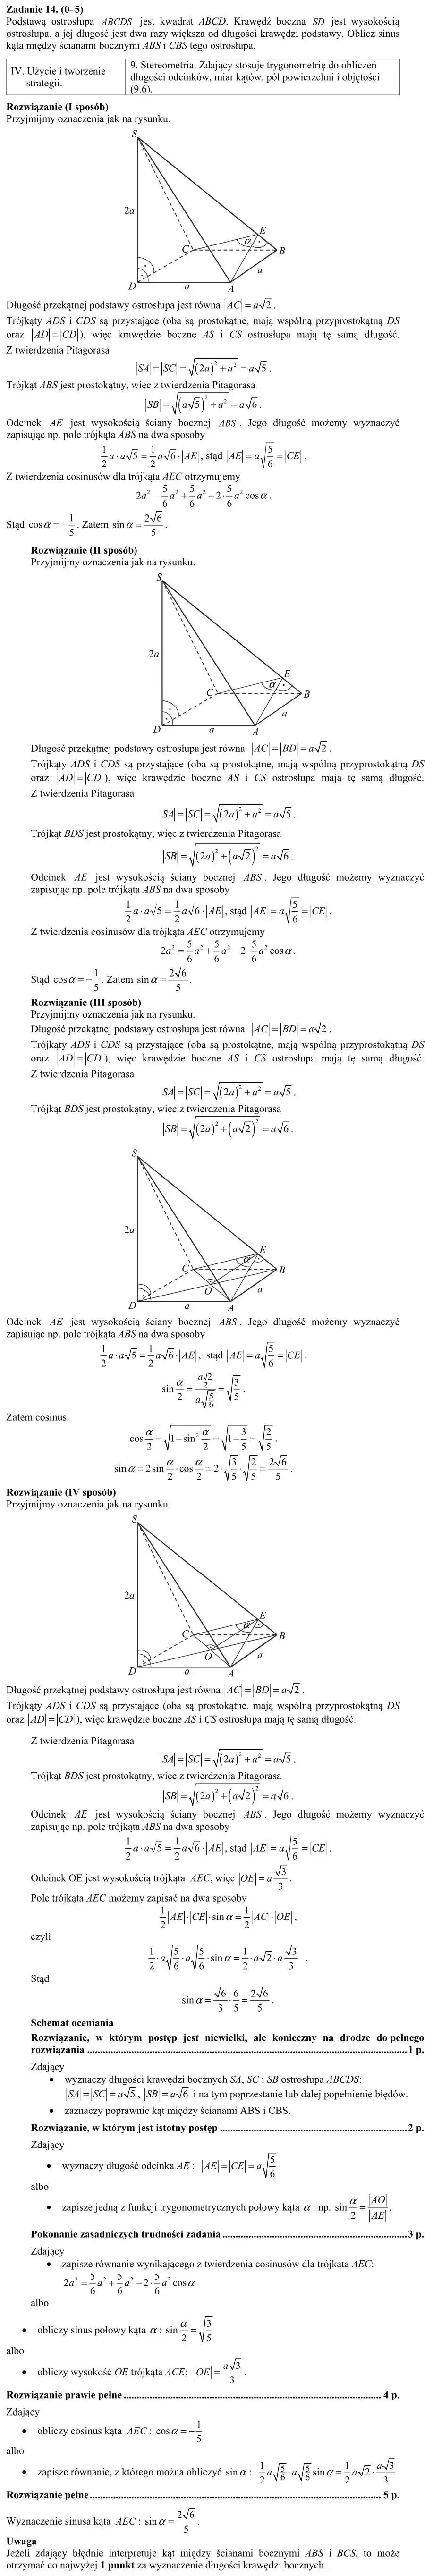 Zadanie 14. (0–5)
Podstawą ostrosłupa ABCDS jest kwadrat ABCD. Krawędź boczna SD jest wysokością
ostrosłupa, a jej długość jest dwa razy większa od długości krawędzi podstawy. Oblicz sinus
kąta między ścianami bocznymi ABS i CBS tego ostrosłupa.
IV. Użycie i tworzenie
strategii.
9. Stereometria. Zdający stosuje trygonometrię do obliczeń
długości odcinków, miar kątów, pól powierzchni i objętości
(9.6).
Rozwiązanie (I sposób)
Przyjmijmy oznaczenia jak na rysunku.
S
2a
E
C
α
B
a
D
a
A
Długość przekątnej podstawy ostrosłupa jest równa |AC| = a√2 .
Trójkąty ADS i CDS są przystające (oba są prostokątne, mają wspólną przyprostokątną DS
oraz |AD| = |CD|), więc krawędzie boczne AS i CS ostrosłupa mają tę samą długość.
Z twierdzenia Pitagorasa
|SA| = |SC| = √((2a)² + a²) = a√5 .
Trójkąt ABS jest prostokątny, więc z twierdzenia Pitagorasa
|SB| = √((a√5)² + a²) = a√6 .
Odcinek AE jest wysokością ściany bocznej ABS . Jego długość możemy wyznaczyć
zapisując np. pole trójkąta ABS na dwa sposoby
1/2 a · a√5 = 1/2 a√6 · |AE| , stąd |AE| = a√(5/6) = |CE| .
Z twierdzenia cosinusów dla trójkąta AEC otrzymujemy
2a² = 5/6 a² + 5/6 a² − 2 · 5/6 a² cos α .
Stąd cos α = −1/5 . Zatem sin α = 2√6/5 .
Rozwiązanie (II sposób)
Przyjmijmy oznaczenia jak na rysunku.
S
2a
E
C
α
B
a
D
a
A
Długość przekątnej podstawy ostrosłupa jest równa |AC| = |BD| = a√2 .
Trójkąty ADS i CDS są przystające (oba są prostokątne, mają wspólną przyprostokątną DS
oraz |AD| = |CD|), więc krawędzie boczne AS i CS ostrosłupa mają tę samą długość.
Z twierdzenia Pitagorasa
|SA| = |SC| = √((2a)² + a²) = a√5 .
Trójkąt BDS jest prostokątny, więc z twierdzenia Pitagorasa
|SB| = √((2a)² + (a√2)²) = a√6 .
Odcinek AE jest wysokością ściany bocznej ABS . Jego długość możemy wyznaczyć
zapisując np. pole trójkąta ABS na dwa sposoby
1/2 a · a√5 = 1/2 a√6 · |AE| , stąd |AE| = a√(5/6) = |CE| .
Z twierdzenia cosinusów dla trójkąta AEC otrzymujemy
2a² = 5/6 a² + 5/6 a² − 2 · 5/6 a² cos α .
Stąd cos α = −1/5 . Zatem sin α = 2√6/5 .
Rozwiązanie (III sposób)
Przyjmijmy oznaczenia jak na rysunku.
Długość przekątnej podstawy ostrosłupa jest równa |AC| = |BD| = a√2 .
Trójkąty ADS i CDS są przystające (oba są prostokątne, mają wspólną przyprostokątną DS
oraz |AD| = |CD|), więc krawędzie boczne AS i CS ostrosłupa mają tę samą długość.
Z twierdzenia Pitagorasa
|SA| = |SC| = √((2a)² + a²) = a√5 .
Trójkąt BDS jest prostokątny, więc z twierdzenia Pitagorasa
|SB| = √((2a)² + (a√2)²) = a√6 .
S
2a
E
C
α
B
O
a
D
a
A
Odcinek AE jest wysokością ściany bocznej ABS . Jego długość możemy wyznaczyć
zapisując np. pole trójkąta ABS na dwa sposoby
1/2 a · a√5 = 1/2 a√6 · |AE| , stąd |AE| = a√(5/6) = |CE| .
sin α/2 = (a√2/2)/(a√(5/6)) = √(3/5) .
Zatem cosinus.
cos α/2 = √(1 − sin² α/2) = √(1 − 3/5) = √(2/5) .
sin α = 2 sin α/2 · cos α/2 = 2 · √(3/5) · √(2/5) = 2√6/5 .
Rozwiązanie (IV sposób)
Przyjmijmy oznaczenia jak na rysunku.
S
2a
E
C
α
B
O
a
D
a
A
Długość przekątnej podstawy ostrosłupa jest równa |AC| = |BD| = a√2 .
Trójkąty ADS i CDS są przystające (oba są prostokątne, mają wspólną przyprostokątną DS
oraz |AD| = |CD|), więc krawędzie boczne AS i CS ostrosłupa mają tę samą długość.
Z twierdzenia Pitagorasa
|SA| = |SC| = √((2a)² + a²) = a√5 .
Trójkąt BDS jest prostokątny, więc z twierdzenia Pitagorasa
|SB| = √((2a)² + (a√2)²) = a√6 .
Odcinek AE jest wysokością ściany bocznej ABS . Jego długość możemy wyznaczyć
zapisując np. pole trójkąta ABS na dwa sposoby
1/2 a · a√5 = 1/2 a√6 · |AE| , stąd |AE| = a√(5/6) = |CE| .
Odcinek OE jest wysokością trójkąta AEC, więc |OE| = a √3/3 .
Pole trójkąta AEC możemy zapisać na dwa sposoby
1/2 |AE| · |CE| · sin α = 1/2 |AC| · |OE| ,
czyli
1/2 · a√(5/6) · a√(5/6) · sin α = 1/2 · a√2 · a √3/3 .
Stąd
sin α = √6/3 · 6/5 = 2√6/5 .
Schemat oceniania
Rozwiązanie, w którym postęp jest niewielki, ale konieczny na drodze do pełnego
rozwiązania .......... 1 p.
Zdający
• wyznaczy długości krawędzi bocznych SA, SC i SB ostrosłupa ABCDS:
|SA| = |SC| = a√5 , |SB| = a√6 i na tym poprzestanie lub dalej popełnienie błędów.
• zaznaczy poprawnie kąt między ścianami ABS i CBS.
Rozwiązanie, w którym jest istotny postęp .......... 2 p.
Zdający
• wyznaczy długość odcinka AE : |AE| = |CE| = a√(5/6)
albo
• zapisze jedną z funkcji trygonometrycznych połowy kąta α : np. sin α/2 = |AO|/|AE| .
Pokonanie zasadniczych trudności zadania .......... 3 p.
Zdający
• zapisze równanie wynikającego z twierdzenia cosinusów dla trójkąta AEC:
2a² = 5/6 a² + 5/6 a² − 2 · 5/6 a² cos α
albo
• obliczy sinus połowy kąta α : sin α/2 = √(3/5)
albo
• obliczy wysokość OE trójkąta ACE: |OE| = a√3/3 .
Rozwiązanie prawie pełne .......... 4 p.
Zdający
• obliczy cosinus kąta AEC : cos α = −1/5
albo
• zapisze równanie, z którego można obliczyć sin α : 1/2 a√(5/6) · a√(5/6) sin α = 1/2 a√2 · a√3/3
Rozwiązanie pełne .......... 5 p.
Wyznaczenie sinusa kąta AEC : sin α = 2√6/5 .
Uwaga
Jeżeli zdający błędnie interpretuje kąt między ścianami bocznymi ABS i BCS, to może
otrzymać co najwyżej 1 punkt za wyznaczenie długości krawędzi bocznych.